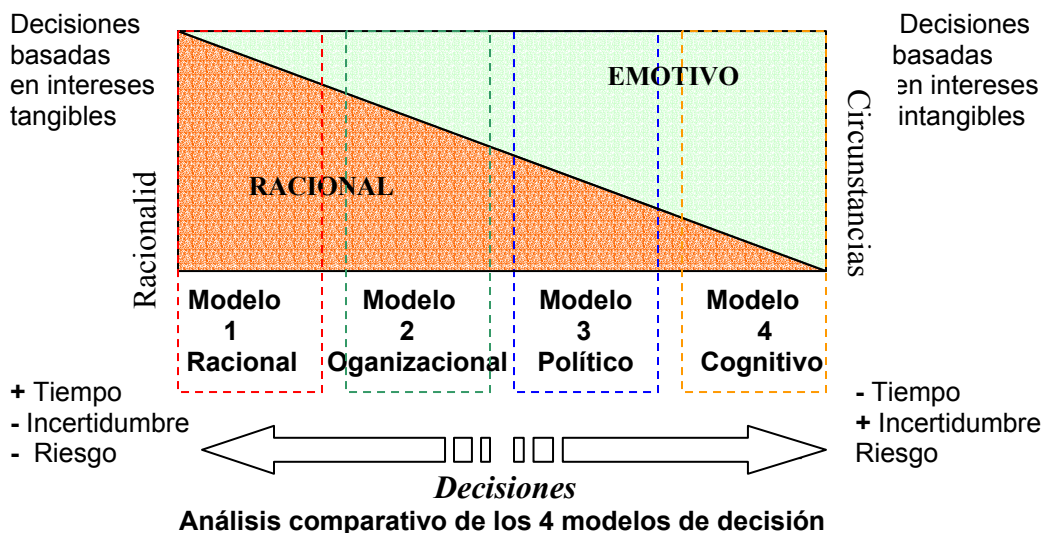 Decisiones
basadas
en intereses
tangibles
Decisiones
basadas
en intereses
intangibles
EMOTIVO
RACIONAL
Racionalid
Circunstancias
Modelo
1
Racional
Modelo
2
Oganizacional
Modelo
3
Político
Modelo
4
Cognitivo
+ Tiempo
- Incertidumbre
- Riesgo
- Tiempo
+ Incertidumbre
Riesgo
Decisiones
Análisis comparativo de los 4 modelos de decisión